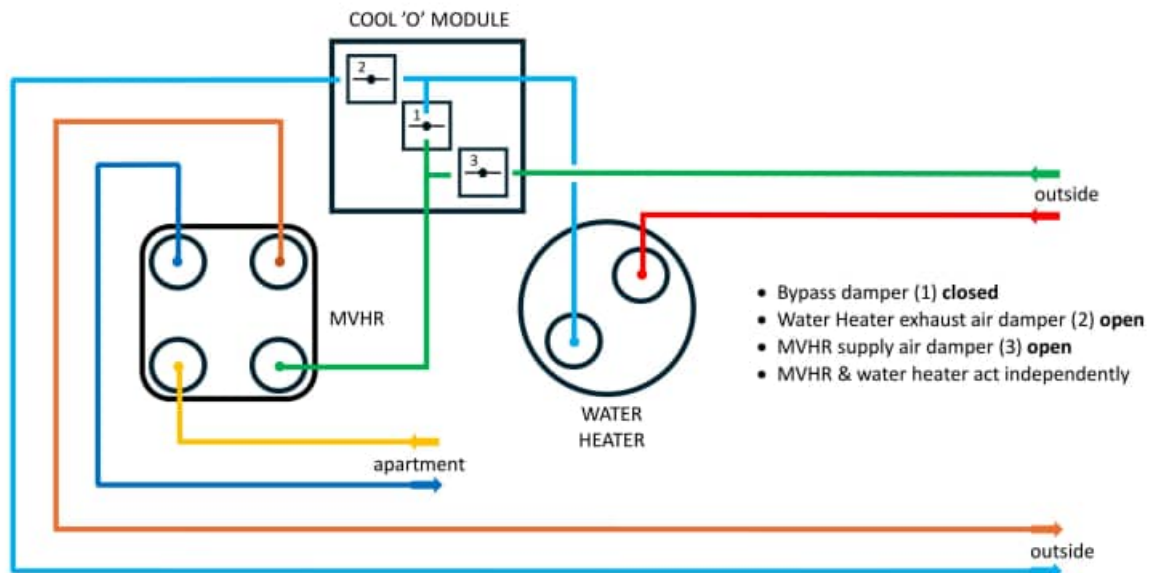 COOL 'O' MODULE
2
1
3
outside
MVHR
• Bypass damper (1) closed
• Water Heater exhaust air damper (2) open
• MVHR supply air damper (3) open
• MVHR & water heater act independently
WATER
HEATER
apartment
outside